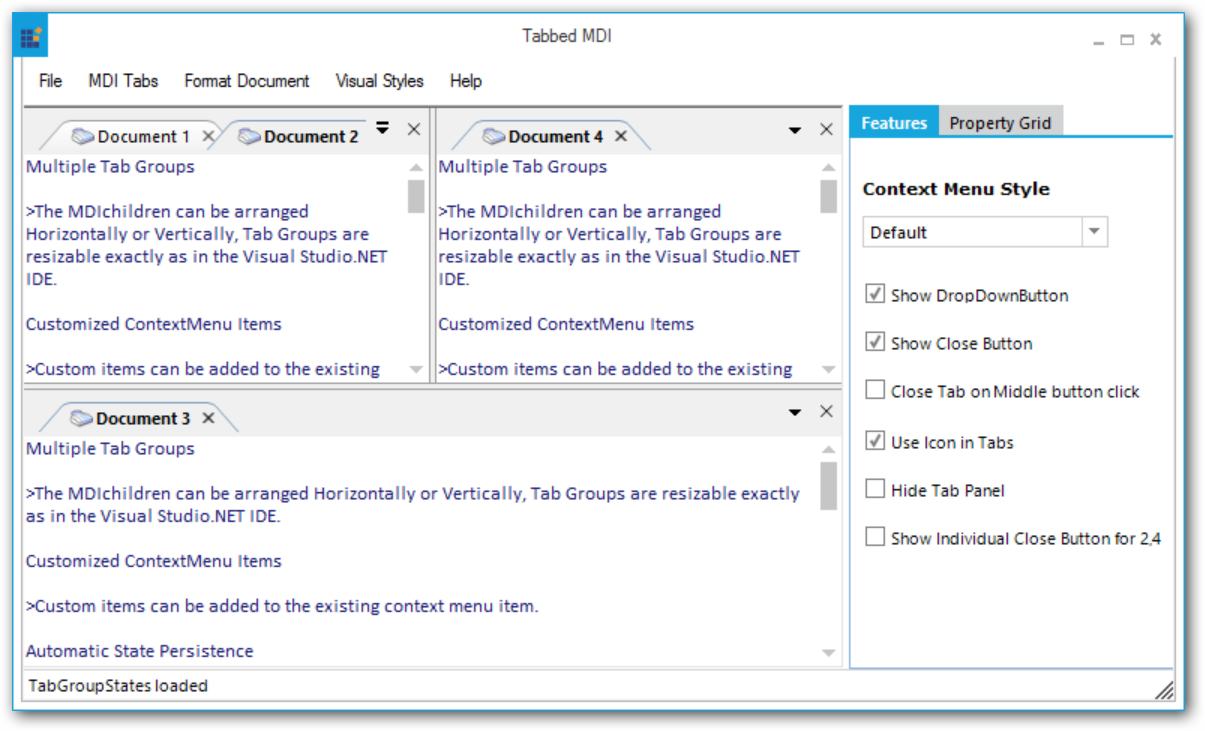 Tabbed MDI
File MDI Tabs Format Document Visual Styles Help
Document 1 Document 2
Multiple Tab Groups
>The MDIchildren can be arranged
Horizontally or Vertically, Tab Groups are
resizable exactly as in the Visual Studio.NET
IDE.
Customized ContextMenu Items
>Custom items can be added to the existing
Document 4
Multiple Tab Groups
>The MDIchildren can be arranged
Horizontally or Vertically, Tab Groups are
resizable exactly as in the Visual Studio.NET
IDE.
Customized ContextMenu Items
>Custom items can be added to the existing
Document 3
Multiple Tab Groups
>The MDIchildren can be arranged Horizontally or Vertically, Tab Groups are resizable exactly
as in the Visual Studio.NET IDE.
Customized ContextMenu Items
>Custom items can be added to the existing context menu item.
Automatic State Persistence
Features Property Grid
Context Menu Style
Default
Show DropDownButton
Show Close Button
Close Tab on Middle button click
Use Icon in Tabs
Hide Tab Panel
Show Individual Close Button for 2,4
TabGroupStates loaded